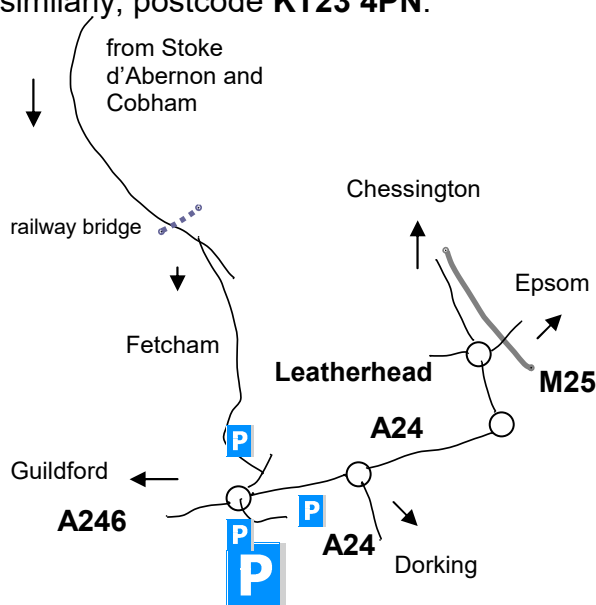 similarly, postcode KT23 4PN.
from Stoke
d’Abernon and
Cobham
Chessington
railway bridge
Epsom
Fetcham
Leatherhead
M25
A24
P
Guildford
P
A246
P
A24
Dorking
P